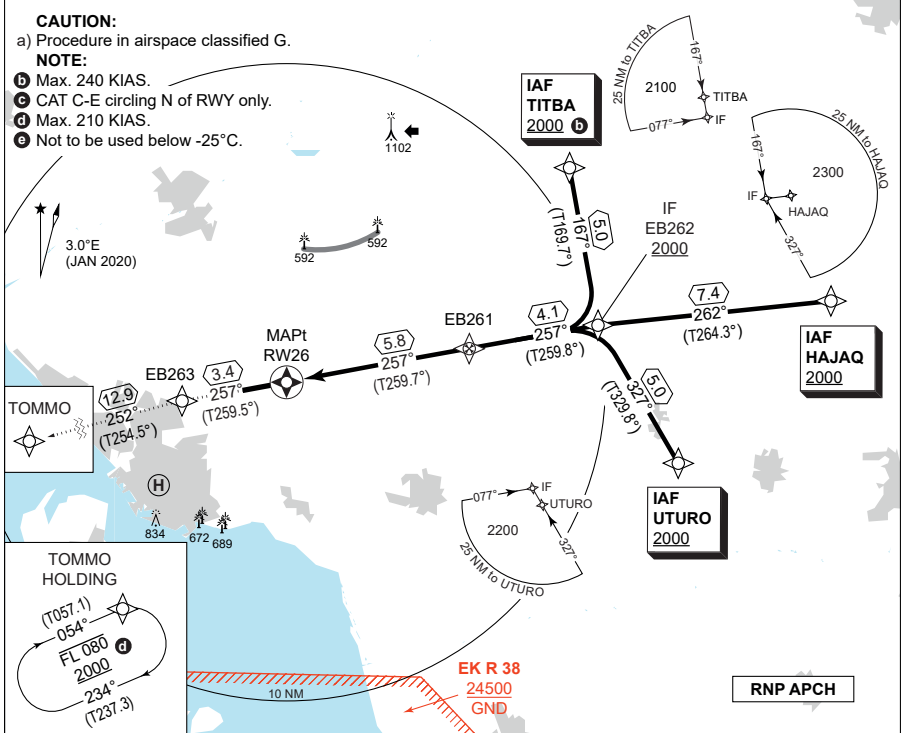 CAUTION:
a) Procedure in airspace classified G.
NOTE:
b Max. 240 KIAS.
c CAT C-E circling N of RWY only.
d Max. 210 KIAS.
e Not to be used below -25°C.
3.0°E
(JAN 2020)
1102
592
592
IAF
TITBA
2000 b
25 NM to TITBA
167°
2100
TITBA
077°
IF
25 NM to HAJAQ
167°
2300
IF
HAJAQ
327°
5.0
167°
(T169.7°)
IF
EB262
2000
7.4
262°
(T264.3°)
IAF
HAJAQ
2000
4.1
257°
(T259.8°)
EB261
5.8
257°
(T259.7°)
MAPt
RW26
3.4
257°
(T259.5°)
EB263
12.9
252°
(T254.5°)
TOMMO
5.0
327°
(T329.8°)
IAF
UTURO
2000
077°
IF
UTURO
2200
327°
25 NM to UTURO
H
834
672
689
TOMMO
HOLDING
(T057.1)
054°
FL 080 d
2000
234°
(T237.3)
10 NM
EK R 38
24500
GND
RNP APCH